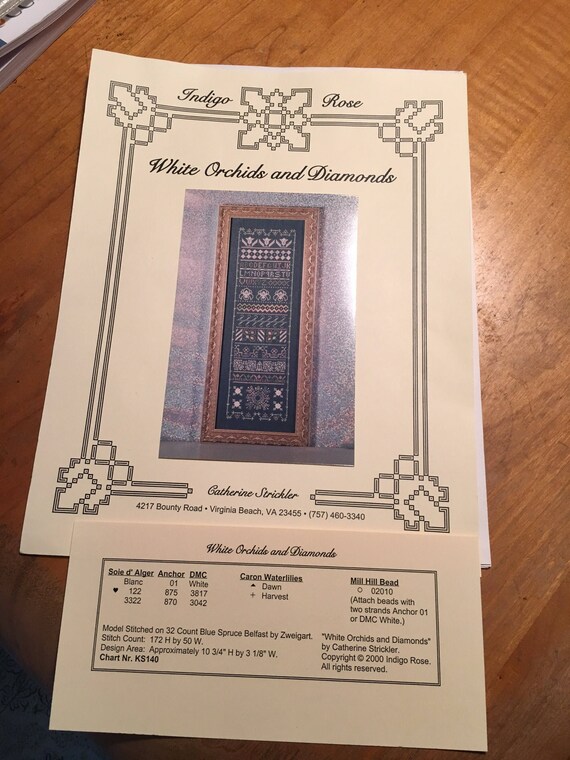 Indigo Rose
White Orchids and Diamonds
Catherine Strickler
4217 Bounty Road • Virginia Beach, VA 23455 • (757) 460-3340
White Orchids and Diamonds
Soie d' Alger Anchor DMC
Blanc 01 White
♥ 122 875 3817
3322 870 3042
Caron Waterlilies
Dawn
+ Harvest
Mill Hill Bead
○ 02010
(Attach beads with
two strands Anchor 01
or DMC White.)
Model Stitched on 32 Count Blue Spruce Belfast by Zweigart.
Stitch Count: 172 H by 50 W.
Design Area: Approximately 10 3/4" H by 3 1/8" W.
Chart Nr. KS140
"White Orchids and Diamonds"
by Catherine Strickler.
Copyright © 2000 Indigo Rose.
All rights reserved.